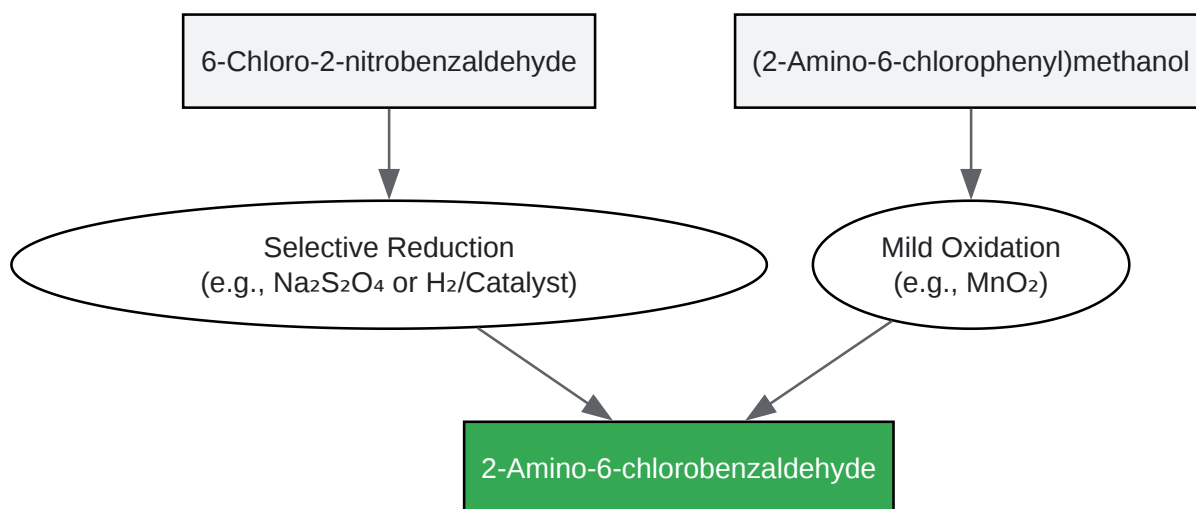 6-Chloro-2-nitrobenzaldehyde
(2-Amino-6-chlorophenyl)methanol
Selective Reduction
(e.g., Na₂S₂O₄ or H₂/Catalyst)
Mild Oxidation
(e.g., MnO₂)
2-Amino-6-chlorobenzaldehyde